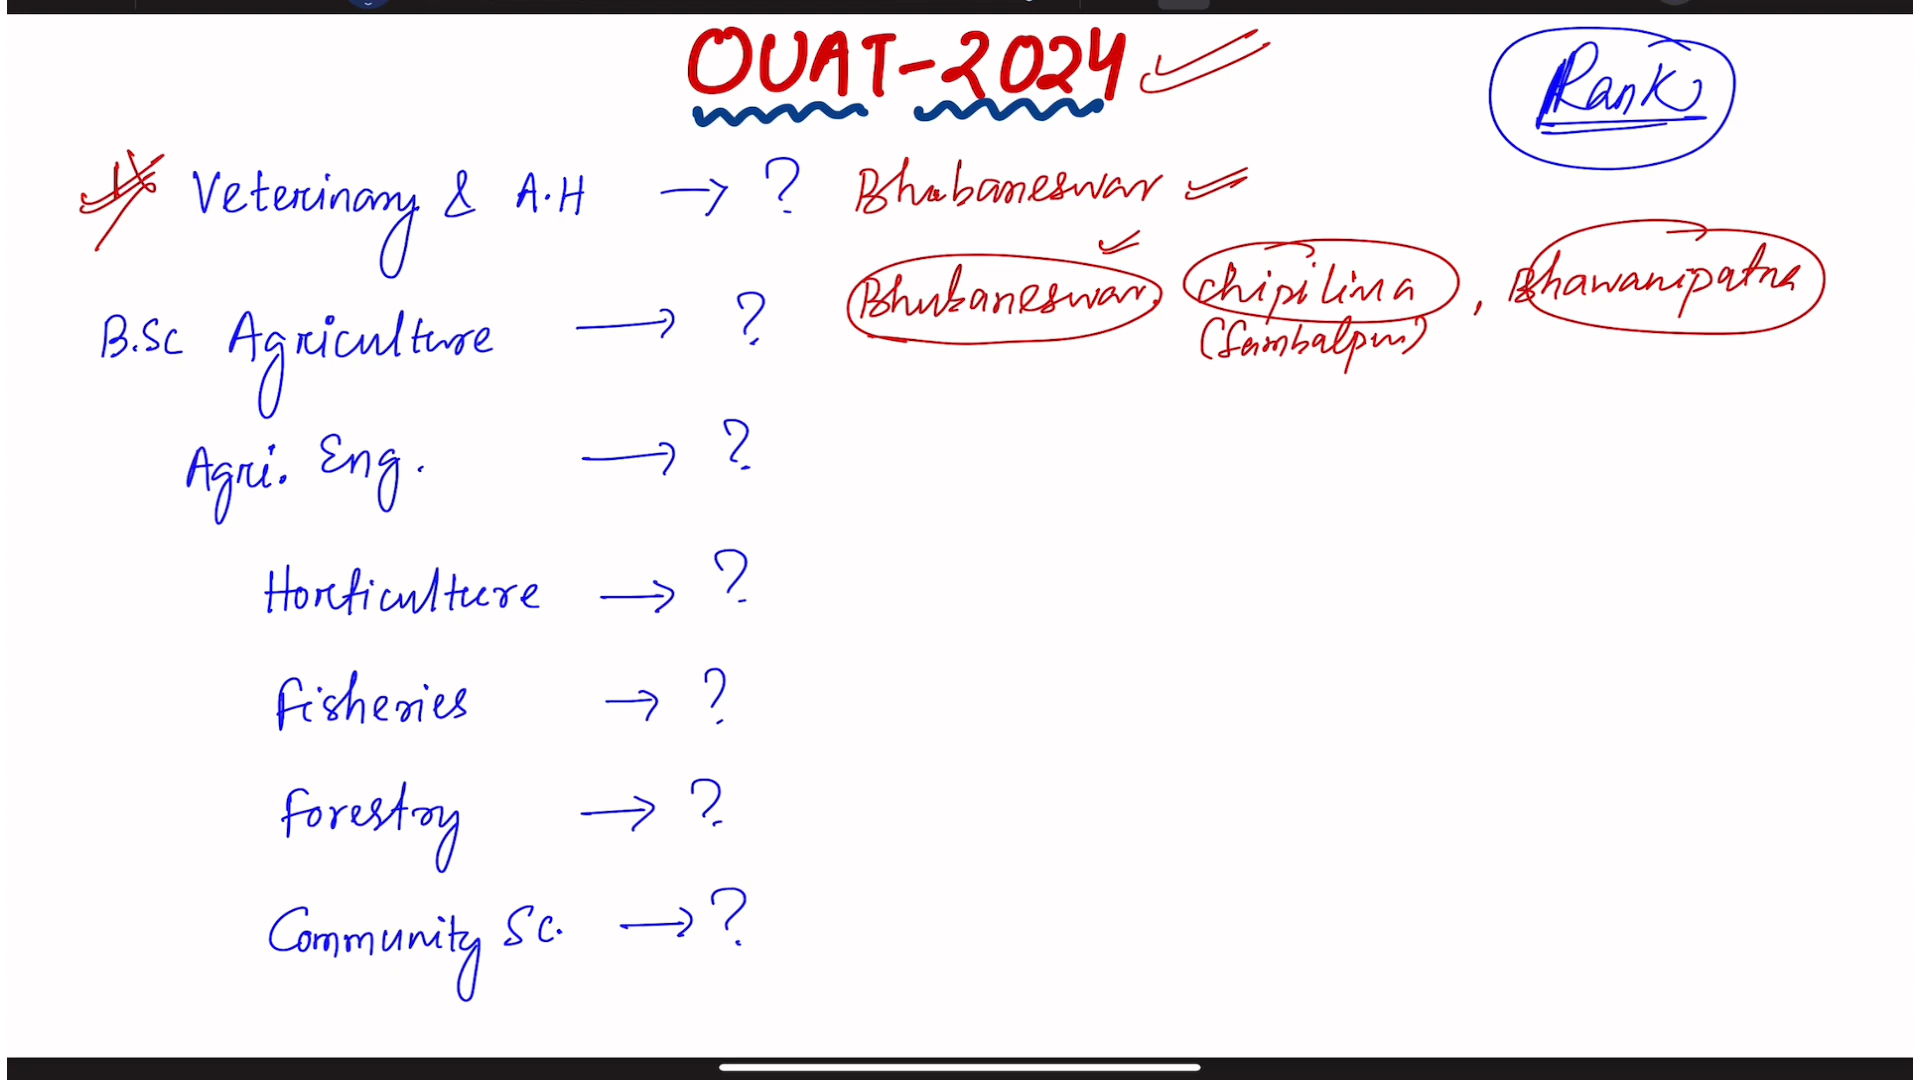 OUAT-2024
Rank
Veterinary & A.H → ? Bhubaneswar
B.Sc Agriculture → ? Bhubaneswar, Chipilima, Bhawanipatna
(Sambalpur)
Agri. Eng. → ?
Horticulture → ?
Fisheries → ?
Forestry → ?
Community Sc. → ?